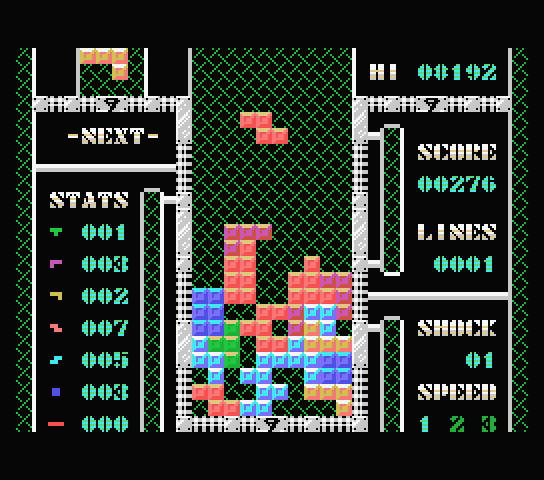 HI 00192
-NEXT-
SCORE
00276
STATS
001
LINES
003
0001
002
007
SHOCK
005
01
003
SPEED
000
1 2 3